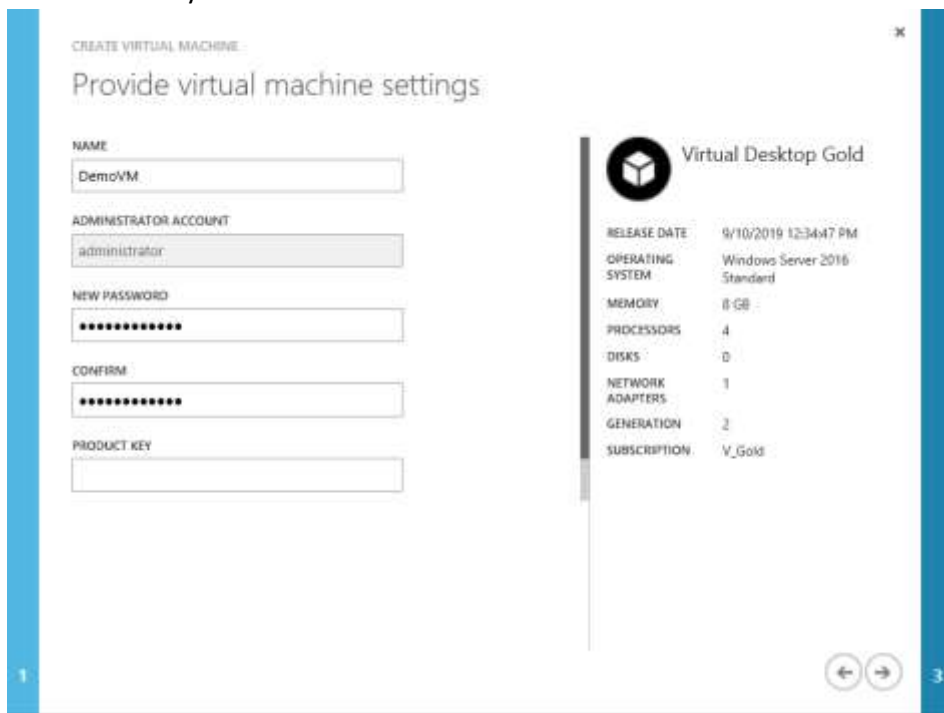 CREATE VIRTUAL MACHINE
Provide virtual machine settings
NAME
DemoVM
ADMINISTRATOR ACCOUNT
administrator
NEW PASSWORD
●●●●●●●●●●●●
CONFIRM
●●●●●●●●●●●●
PRODUCT KEY
Virtual Desktop Gold
RELEASE DATE 9/10/2019 12:34:47 PM
OPERATING SYSTEM Windows Server 2016 Standard
MEMORY 8 GB
PROCESSORS 4
DISKS 0
NETWORK ADAPTERS 1
GENERATION 2
SUBSCRIPTION V_Gold
1
3